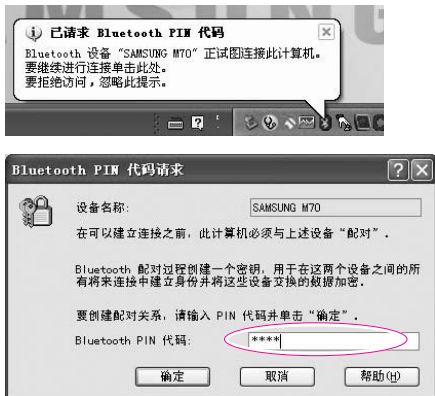 SAMSUNG
已请求 Bluetooth PIN 代码
Bluetooth 设备 “SAMSUNG M70” 正试图连接此计算机。
要继续进行连接单击此处。
要拒绝访问，忽略此提示。
Bluetooth PIN 代码请求
设备名称：
SAMSUNG M70
在可以建立连接之前，此计算机必须与上述设备 “配对” .
Bluetooth 配对过程创建一个密钥，用于在这两个设备之间的所
有将来连接中建立身份并将这些设备交换的数据加密.
要创建配对关系，请输入 PIN 代码并单击 “确定” .
Bluetooth PIN 代码：
****
确定
取消
帮助(H)